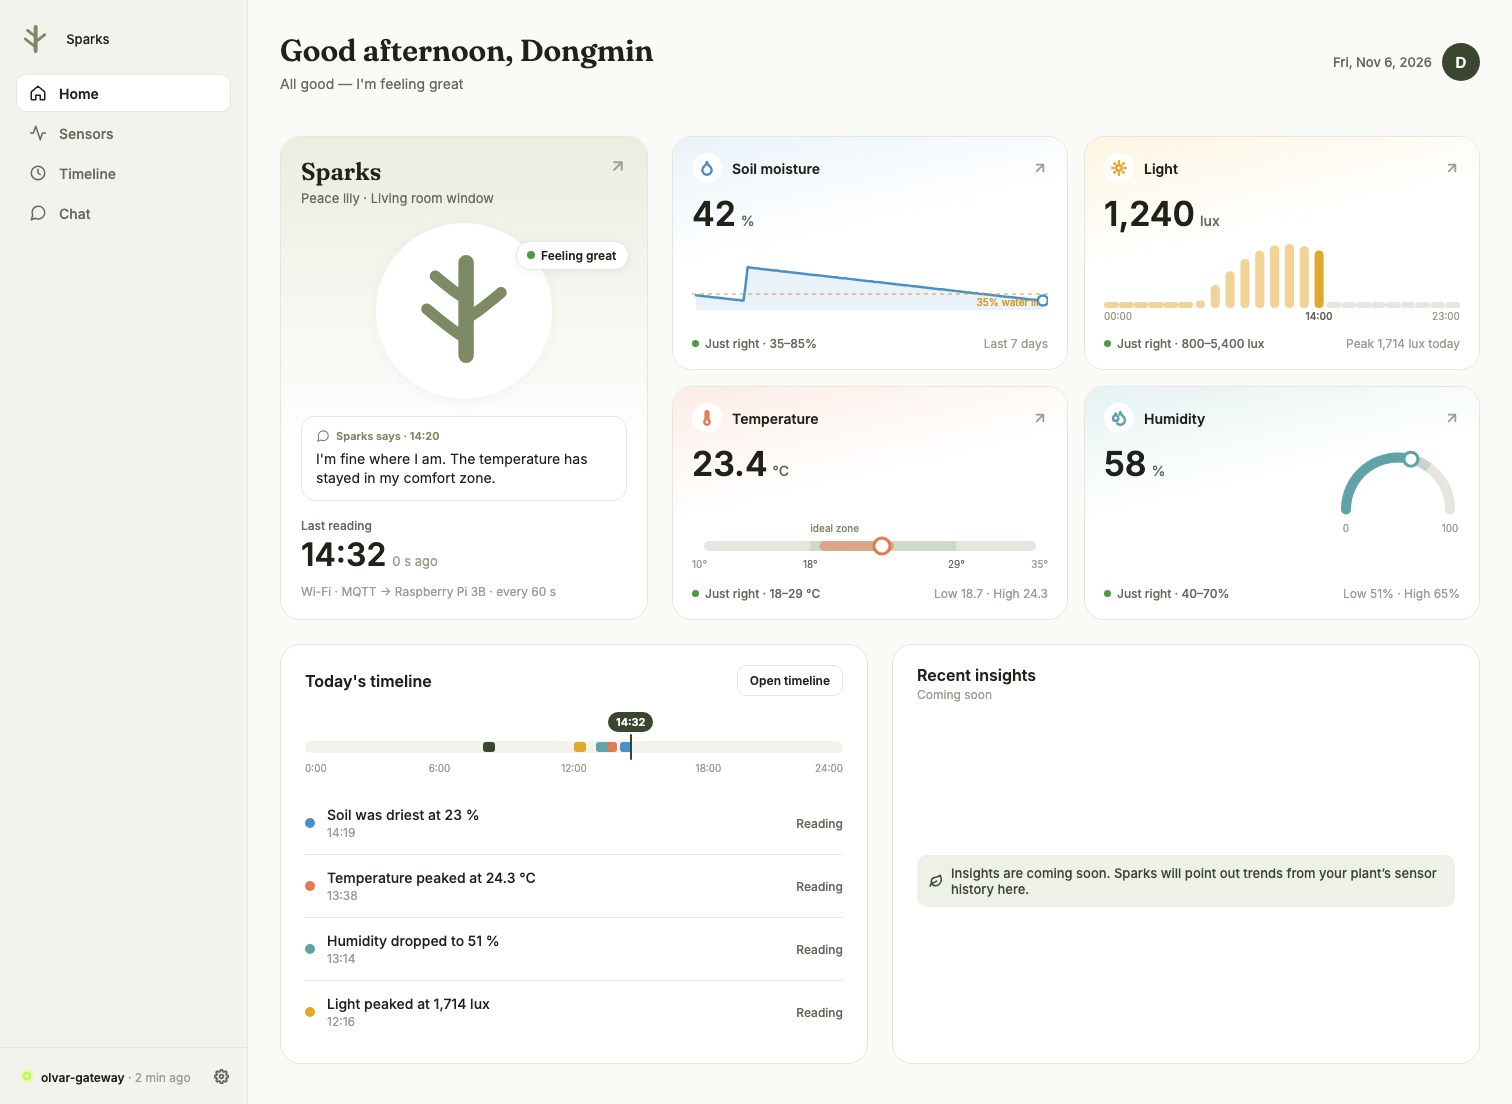 Sparks
Home
Sensors
Timeline
Chat
olvar-gateway · 2 min ago
Good afternoon, Dongmin
All good — I'm feeling great
Fri, Nov 6, 2026
D
Sparks
Peace lily · Living room window
Feeling great
Sparks says · 14:20
I'm fine where I am. The temperature has
stayed in my comfort zone.
Last reading
14:32 0 s ago
Wi-Fi · MQTT → Raspberry Pi 3B · every 60 s
Soil moisture
42 %
35% water
Just right · 35–85%
Last 7 days
Light
1,240 lux
00:00
14:00
23:00
Just right · 800–5,400 lux
Peak 1,714 lux today
Temperature
23.4 °C
ideal zone
10°
18°
29°
35°
Just right · 18–29 °C
Low 18.7 · High 24.3
Humidity
58 %
0
100
Just right · 40–70%
Low 51% · High 65%
Today's timeline
Open timeline
14:32
0:00
6:00
12:00
18:00
24:00
Soil was driest at 23 %
14:19
Reading
Temperature peaked at 24.3 °C
13:38
Reading
Humidity dropped to 51 %
13:14
Reading
Light peaked at 1,714 lux
12:16
Reading
Recent insights
Coming soon
Insights are coming soon. Sparks will point out trends from your plant's sensor
history here.